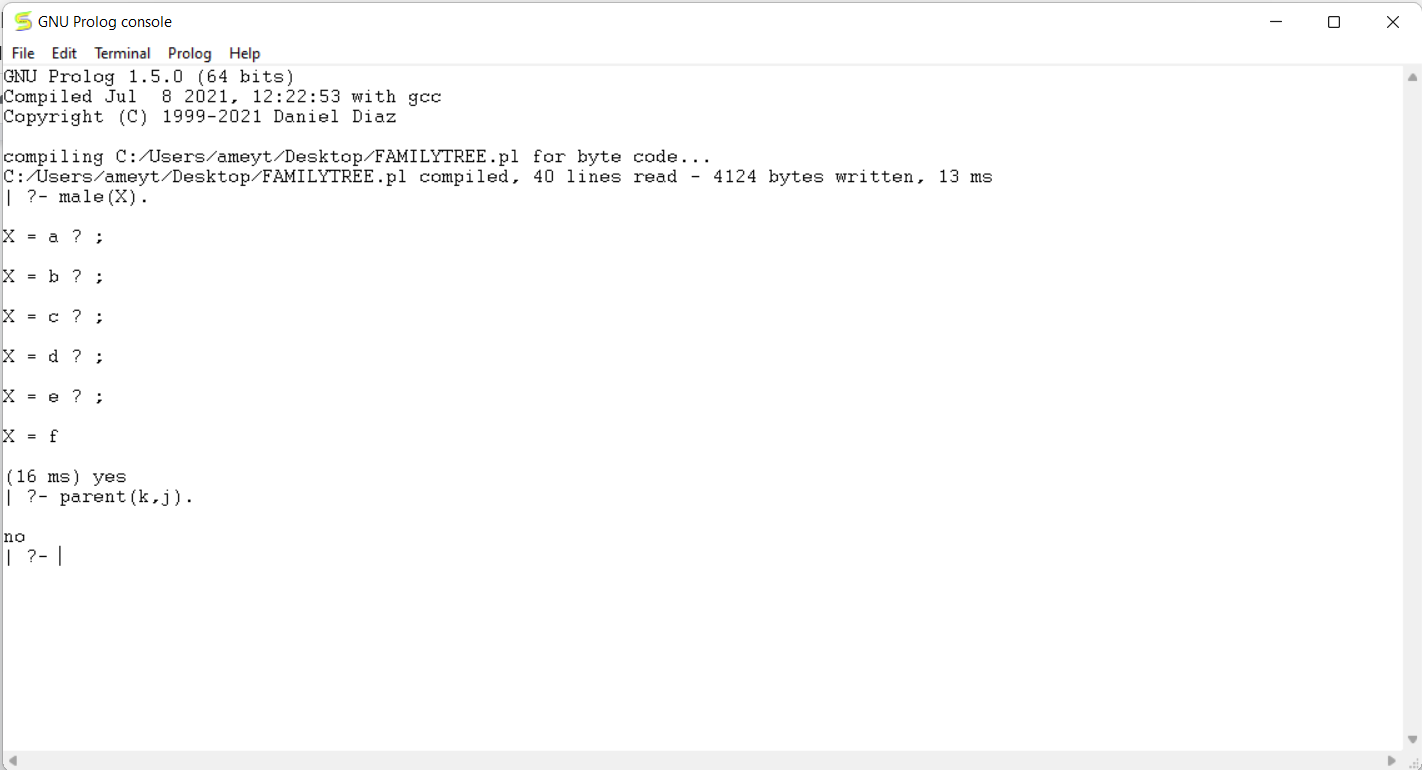 GNU Prolog console
File Edit Terminal Prolog Help
GNU Prolog 1.5.0 (64 bits)
Compiled Jul  8 2021, 12:22:53 with gcc
Copyright (C) 1999-2021 Daniel Diaz
compiling C:/Users/ameyt/Desktop/FAMILYTREE.pl for byte code...
C:/Users/ameyt/Desktop/FAMILYTREE.pl compiled, 40 lines read - 4124 bytes written, 13 ms
| ?- male(X).
X = a ? ;
X = b ? ;
X = c ? ;
X = d ? ;
X = e ? ;
X = f
(16 ms) yes
| ?- parent(k,j).
no
| ?-